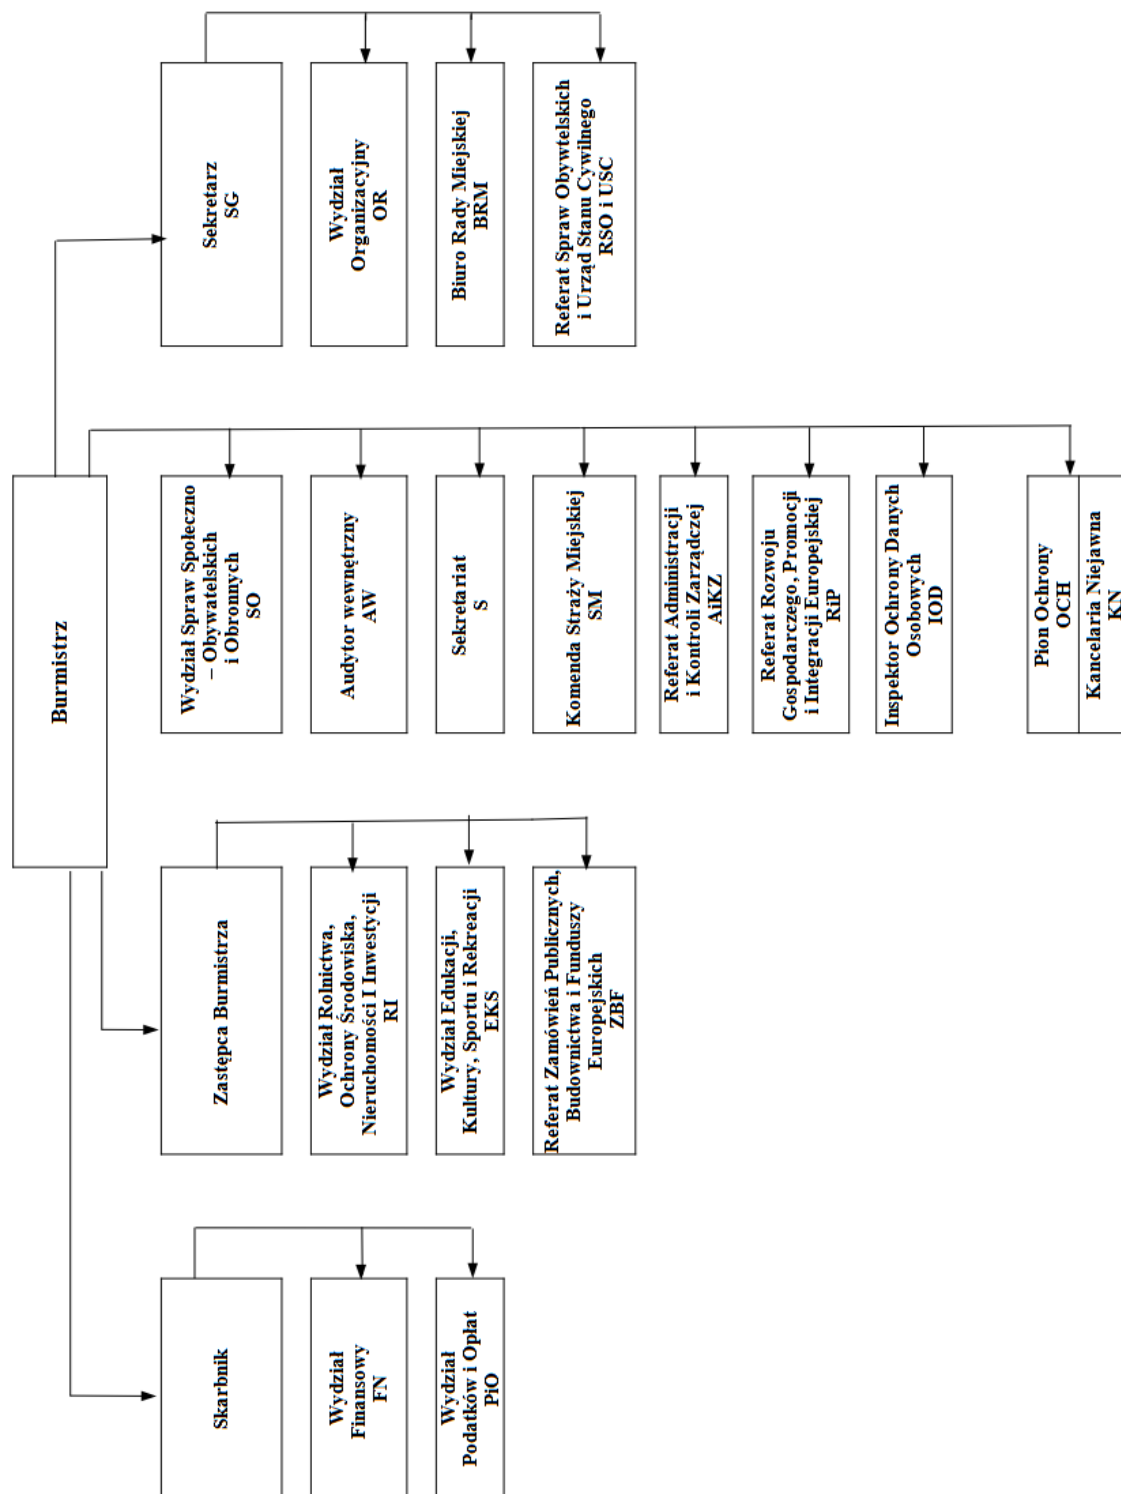 Burmistrz
Skarbnik
Wydział
Finansowy
FN
Wydział
Podatków i Opłat
PiO
Zastępca Burmistrza
Wydział Rolnictwa,
Ochrony Środowiska,
Nieruchomości I Inwestycji
RI
Wydział Edukacji,
Kultury, Sportu i Rekreacji
EKS
Referat Zamówień Publicznych,
Budownictwa i Funduszy
Europejskich
ZBF
Wydział Spraw Społeczno
– Obywatelskich
i Obronnych
SO
Audytor wewnętrzny
AW
Sekretariat
S
Komenda Straży Miejskiej
SM
Referat Administracji
i Kontroli Zarządczej
AiKZ
Referat Rozwoju
Gospodarczego, Promocji
i Integracji Europejskiej
RiP
Inspektor Ochrony Danych
Osobowych
IOD
Pion Ochrony
OCH
Kancelaria Niejawna
KN
Sekretarz
SG
Wydział
Organizacyjny
OR
Biuro Rady Miejskiej
BRM
Referat Spraw Obywtelskich
i Urząd Stanu Cywilnego
RSO i USC